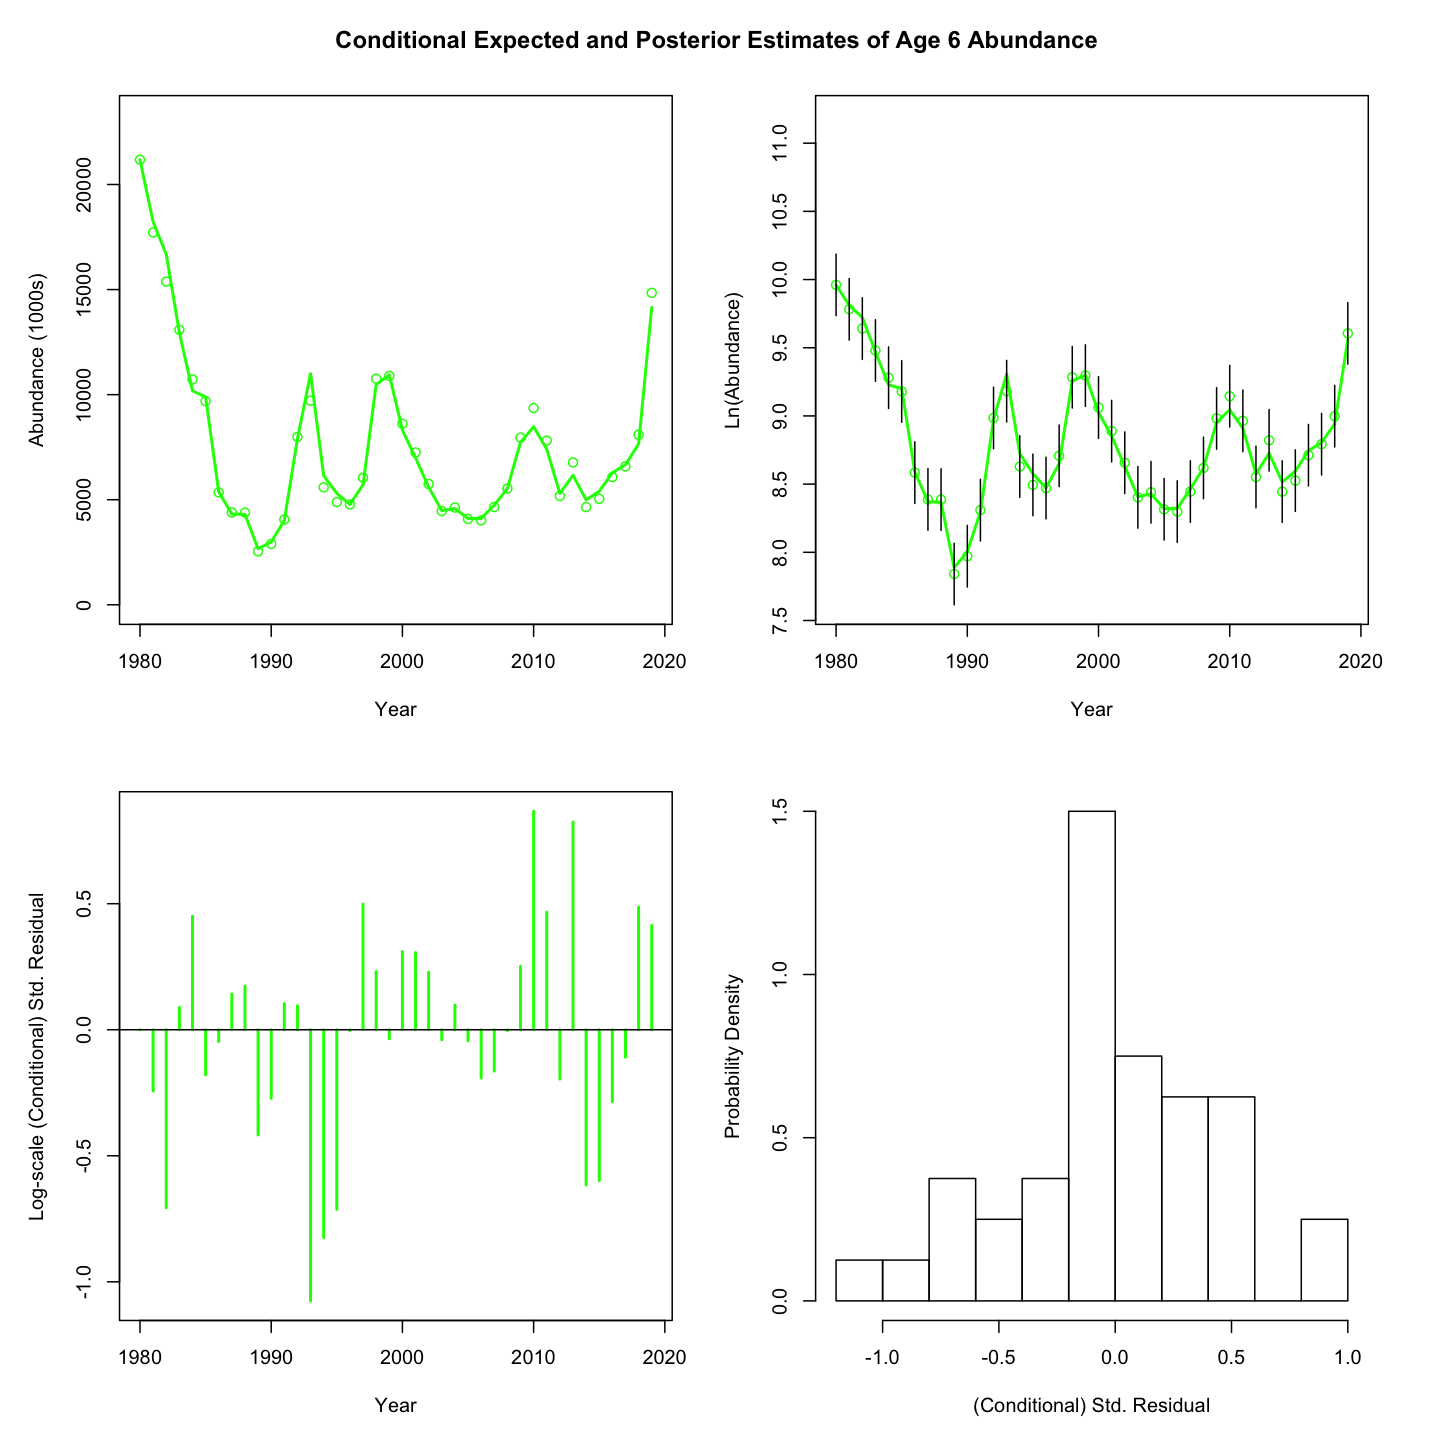 Conditional Expected and Posterior Estimates of Age 6 Abundance
Abundance (1000s)
20000
15000
10000
5000
0
1980 1990 2000 2010 2020
Year
Ln(Abundance)
11.0
10.5
10.0
9.5
9.0
8.5
8.0
7.5
1980 1990 2000 2010 2020
Year
Log-scale (Conditional) Std. Residual
0.5
0.0
-0.5
-1.0
1980 1990 2000 2010 2020
Year
Probability Density
1.5
1.0
0.5
0.0
-1.0 -0.5 0.0 0.5 1.0
(Conditional) Std. Residual